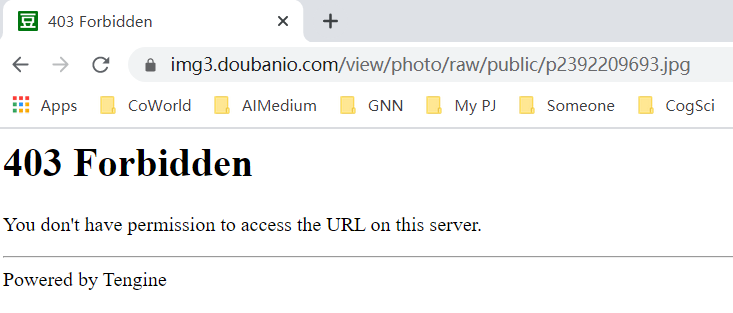 豆 403 Forbidden
img3.doubanio.com/view/photo/raw/public/p2392209693.jpg
Apps CoWorld AIMedium GNN My PJ Someone CogSci
403 Forbidden
You don't have permission to access the URL on this server.
Powered by Tengine